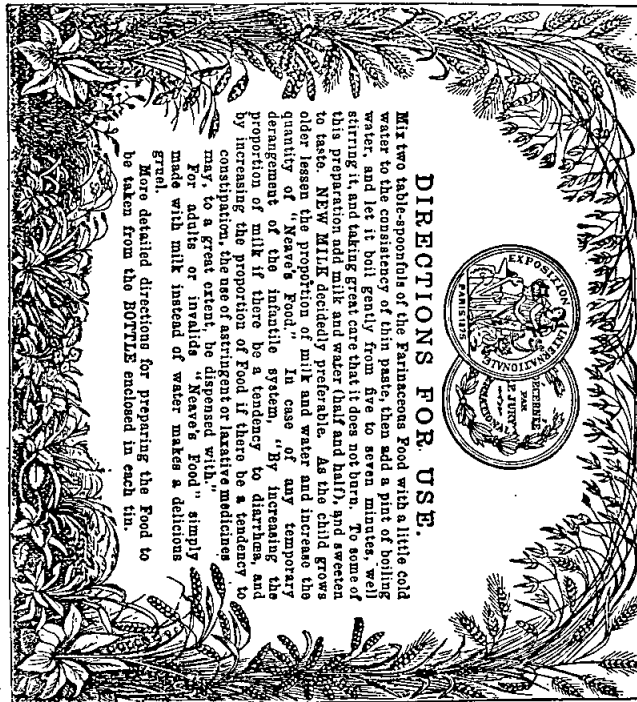 EXPOSITION INTERNATIONALE
PARIS 1875
PAR
LE JURY
DIRECTIONS FOR USE.
Mix two table-spoonfuls of the Farinaceous Food with a little cold
water to the consistency of thin paste, then add a pint of boiling
water, and let it boil gently from five to seven minutes, well
stirring it, and taking great care that it does not burn. To some of
this preparation add milk and water (half and half), and sweeten
to taste. NEW MILK decidedly preferable. As the child grows
older lessen the proportion of milk and water and increase the
quantity of "Neave's Food." In case of any temporary
derangement of the infantile system, "By increasing the
proportion of milk if there be a tendency to diarrhœa, and
by increasing the proportion of Food if there be a tendency to
constipation, the use of astringent or laxative medicines
may, to a great extent, be dispensed with."
For adults or invalids "Neave's Food" simply
made with milk instead of water makes a delicious
gruel.
More detailed directions for preparing the Food to
be taken from the BOTTLE enclosed in each tin.